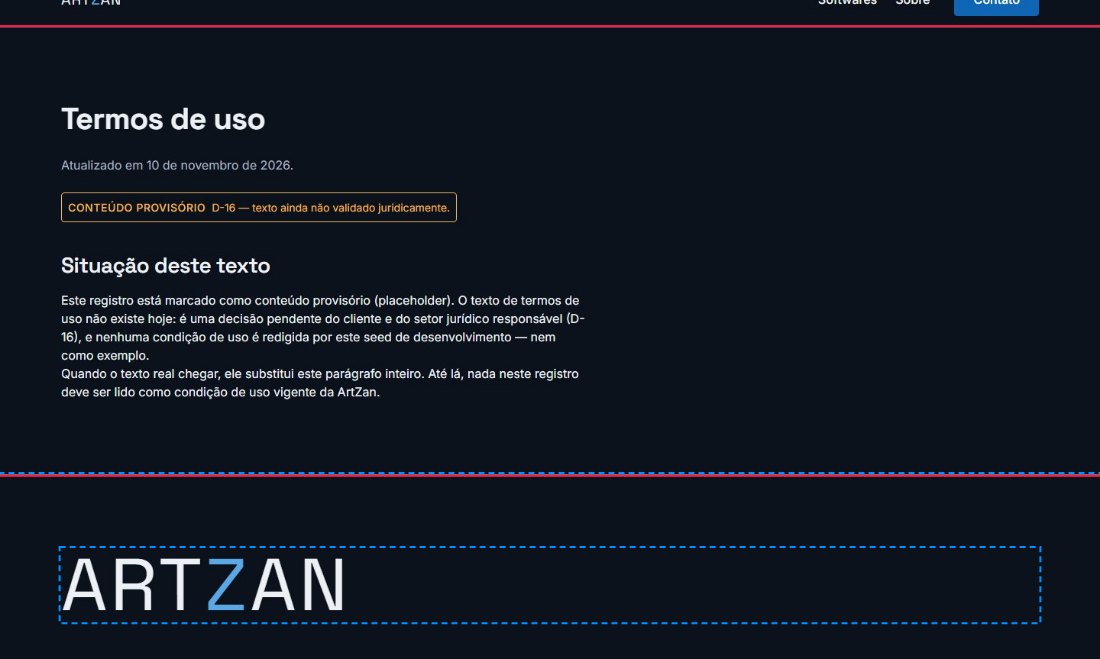 ARTZAN
Softwares Sobre Contato
Termos de uso
Atualizado em 10 de novembro de 2026.
CONTEÚDO PROVISÓRIO D-16 — texto ainda não validado juridicamente.
Situação deste texto
Este registro está marcado como conteúdo provisório (placeholder). O texto de termos de
uso não existe hoje: é uma decisão pendente do cliente e do setor jurídico responsável (D-
16), e nenhuma condição de uso é redigida por este seed de desenvolvimento — nem
como exemplo.
Quando o texto real chegar, ele substitui este parágrafo inteiro. Até lá, nada neste registro
deve ser lido como condição de uso vigente da ArtZan.
ARTZAN